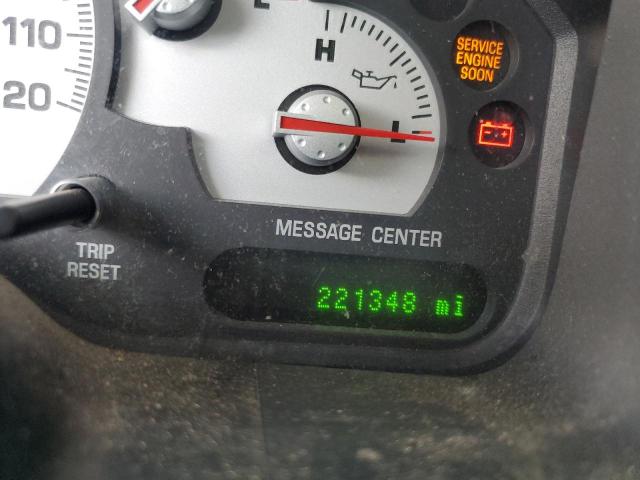 110
20
H
L
SERVICE
ENGINE
SOON
MESSAGE CENTER
TRIP
RESET
221348 mi